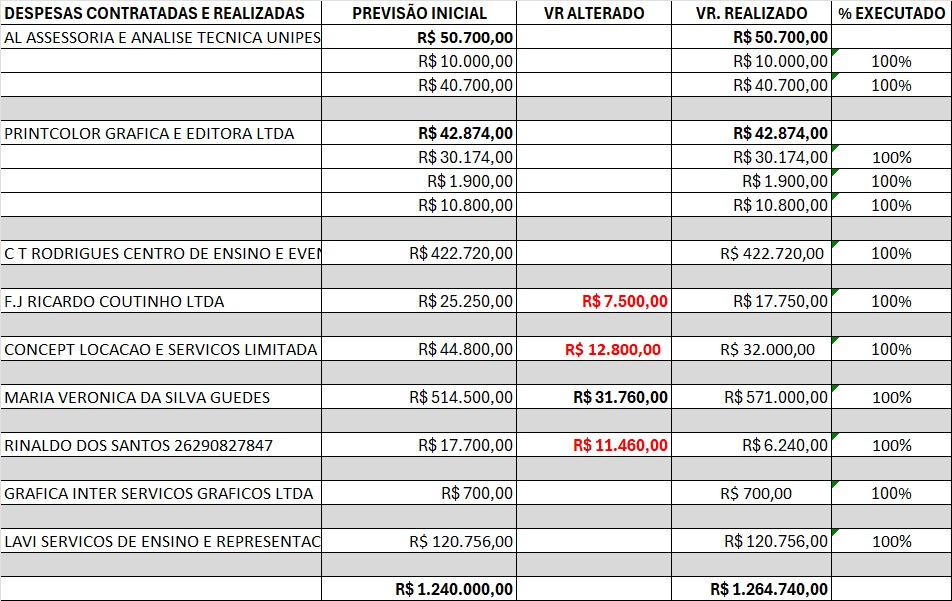 DESPESAS CONTRATADAS E REALIZADAS PREVISÃO INICIAL VR ALTERADO VR. REALIZADO % EXECUTADO
AL ASSESSORIA E ANALISE TECNICA UNIPES R$ 50.700,00 R$ 50.700,00
R$ 10.000,00 R$ 10.000,00 100%
R$ 40.700,00 R$ 40.700,00 100%
PRINTCOLOR GRAFICA E EDITORA LTDA R$ 42.874,00 R$ 42.874,00
R$ 30.174,00 R$ 30.174,00 100%
R$ 1.900,00 R$ 1.900,00 100%
R$ 10.800,00 R$ 10.800,00 100%
C T RODRIGUES CENTRO DE ENSINO E EVEN R$ 422.720,00 R$ 422.720,00 100%
F.J RICARDO COUTINHO LTDA R$ 25.250,00 R$ 7.500,00 R$ 17.750,00 100%
CONCEPT LOCACAO E SERVICOS LIMITADA R$ 44.800,00 R$ 12.800,00 R$ 32.000,00 100%
MARIA VERONICA DA SILVA GUEDES R$ 514.500,00 R$ 31.760,00 R$ 571.000,00 100%
RINALDO DOS SANTOS 26290827847 R$ 17.700,00 R$ 11.460,00 R$ 6.240,00 100%
GRAFICA INTER SERVICOS GRAFICOS LTDA R$ 700,00 R$ 700,00 100%
LAVI SERVICOS DE ENSINO E REPRESENTAC R$ 120.756,00 R$ 120.756,00 100%
R$ 1.240.000,00 R$ 1.264.740,00